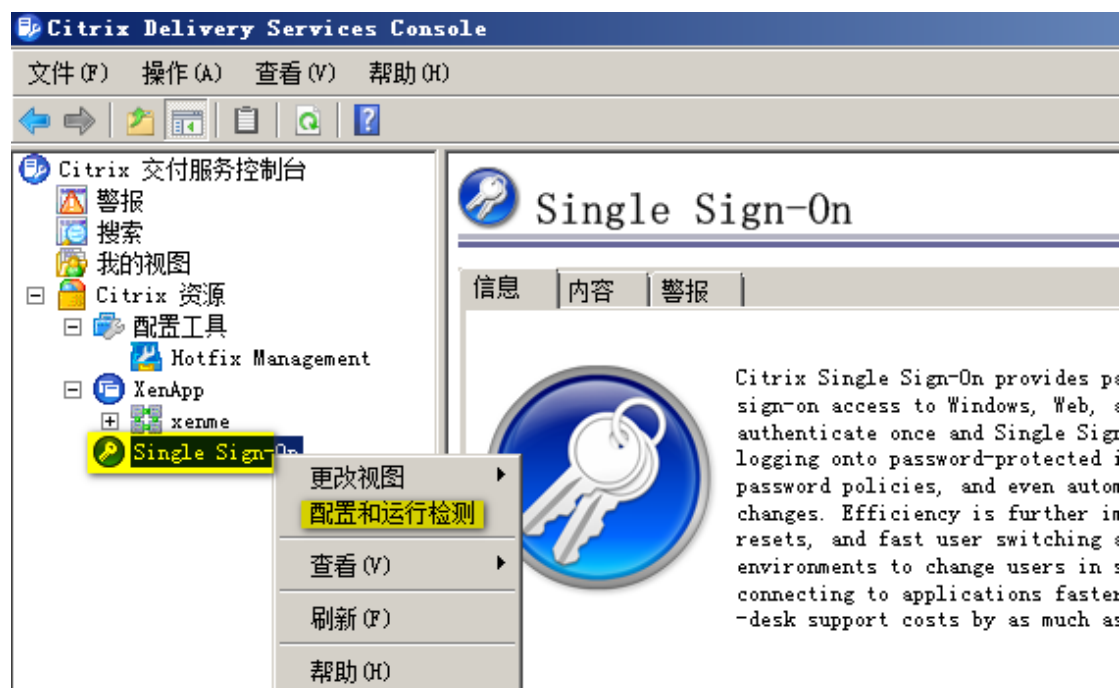 Citrix Delivery Services Console
文件(F) 操作(A) 查看(V) 帮助(H)
Citrix 交付服务控制台
警报
搜索
我的视图
Citrix 资源
配置工具
Hotfix Management
XenApp
xenme
Single Sign-On
更改视图
配置和运行检测
查看(V)
刷新(F)
帮助(H)
Single Sign-On
信息 内容 警报
Citrix Single Sign-On provides
sign-on access to Windows, Web,
authenticate once and Single
logging onto password-protected
password policies, and even
changes. Efficiency is further
resets, and fast user switching
environments to change users in
connecting to applications
-desk support costs by as much